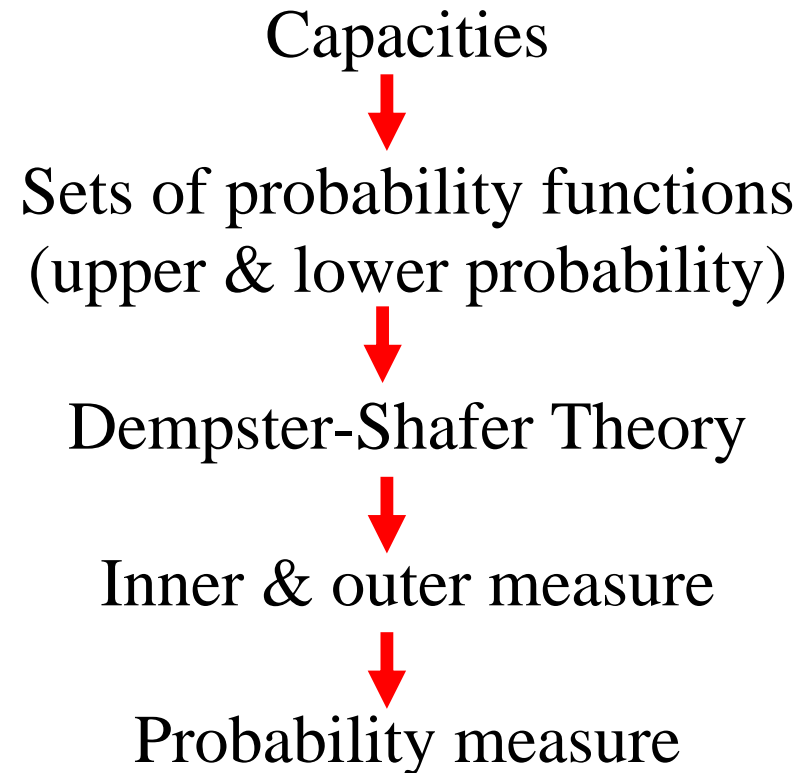 Capacities
Sets of probability functions
(upper & lower probability)
Dempster-Shafer Theory
Inner & outer measure
Probability measure